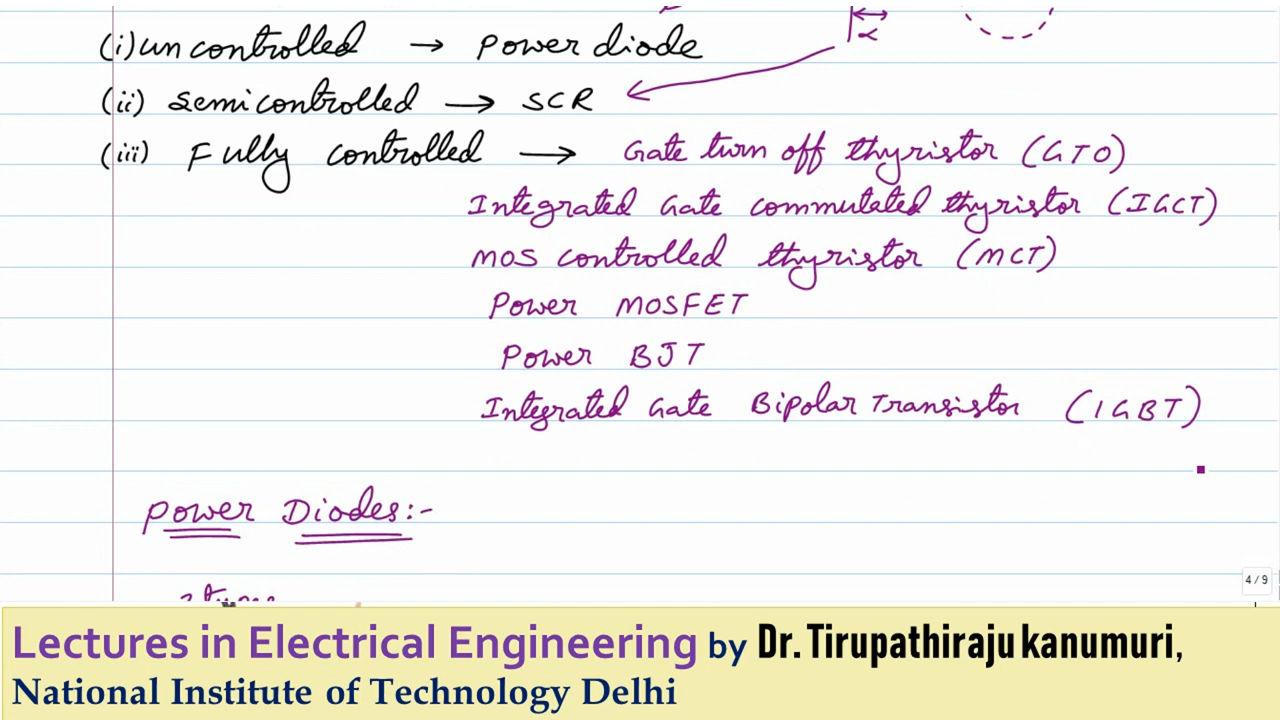 (i) uncontrolled → power diode
(ii) semicontrolled → SCR
(iii) Fully controlled → Gate turn off thyristor (GTO)
Integrated Gate commutated thyristor (IGCT)
MOS controlled thyristor (MCT)
Power MOSFET
Power BJT
Integrated Gate Bipolar Transistor (IGBT)
Power Diodes:-
4 / 9
Lectures in Electrical Engineering by Dr. Tirupathiraju kanumuri,
National Institute of Technology Delhi